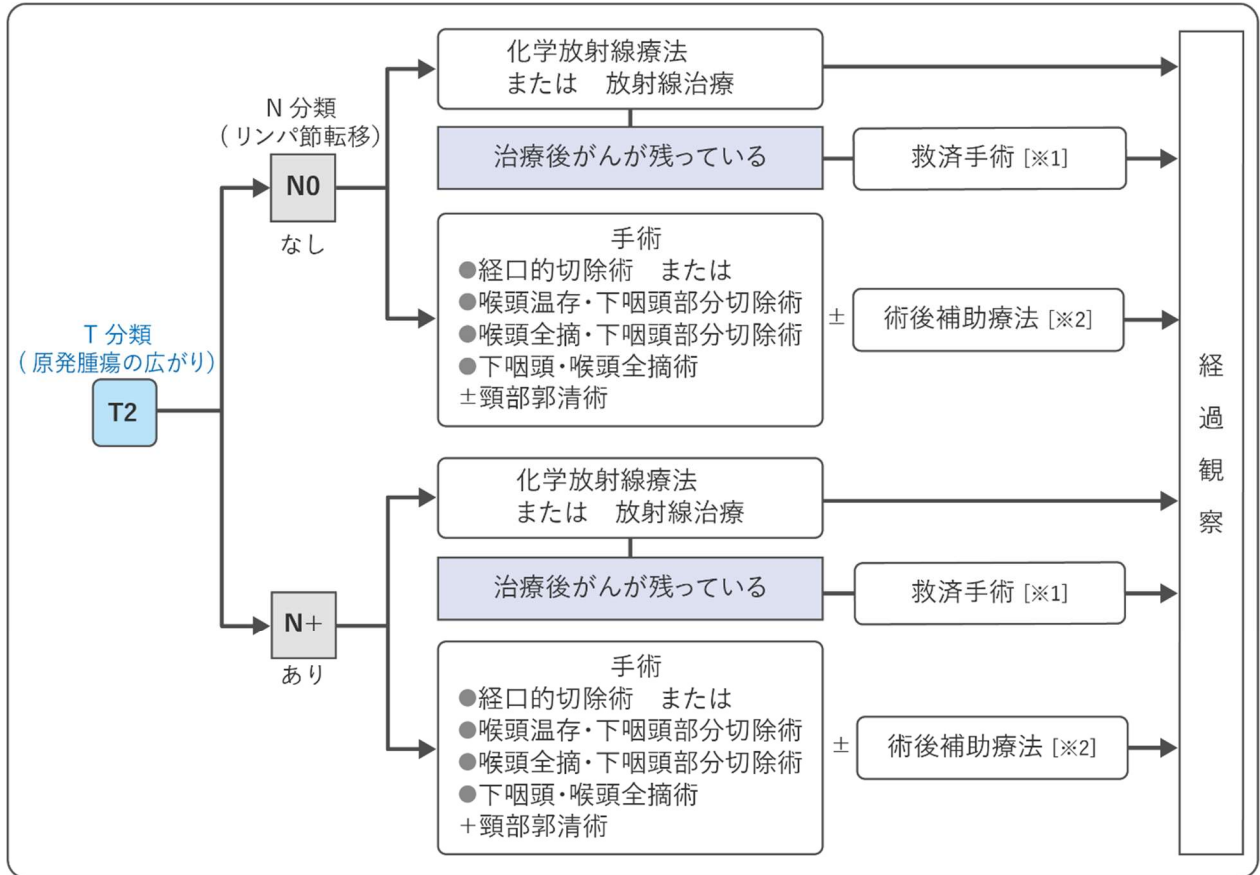 T 分類
(原発腫瘍の広がり)
T2
N 分類
(リンパ節転移)
N0
なし
化学放射線療法
または　放射線治療
治療後がんが残っている
救済手術 [※1]
手術
●経口的切除術　または
●喉頭温存・下咽頭部分切除術
●喉頭全摘・下咽頭部分切除術
●下咽頭・喉頭全摘術
±頸部郭清術
±
術後補助療法 [※2]
N+
あり
化学放射線療法
または　放射線治療
治療後がんが残っている
救済手術 [※1]
手術
●経口的切除術　または
●喉頭温存・下咽頭部分切除術
●喉頭全摘・下咽頭部分切除術
●下咽頭・喉頭全摘術
+頸部郭清術
±
術後補助療法 [※2]
経過観察